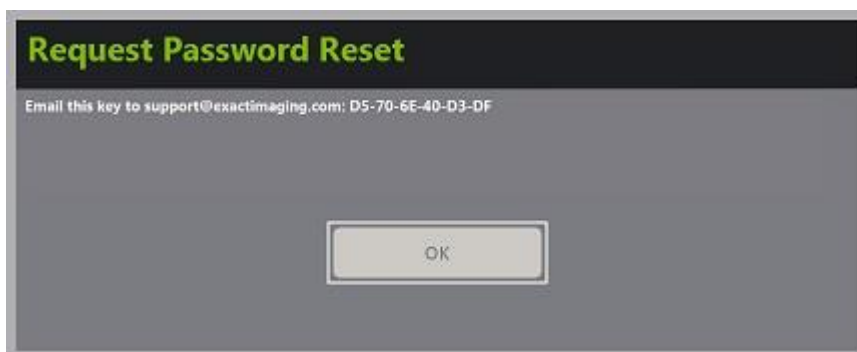 Request Password Reset
Email this key to support@exactimaging.com: D5-70-6E-40-D3-DF
OK